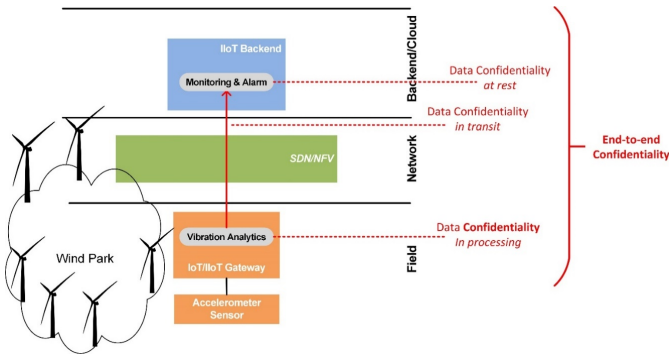 IIoT Backend
Monitoring & Alarm
Backend/Cloud
Data Confidentiality
at rest
Data Confidentiality
in transit
End-to-end
Confidentiality
SDN/NFV
Network
Vibration Analytics
IoT/IIoT Gateway
Data Confidentiality
In processing
Field
Wind Park
Accelerometer
Sensor